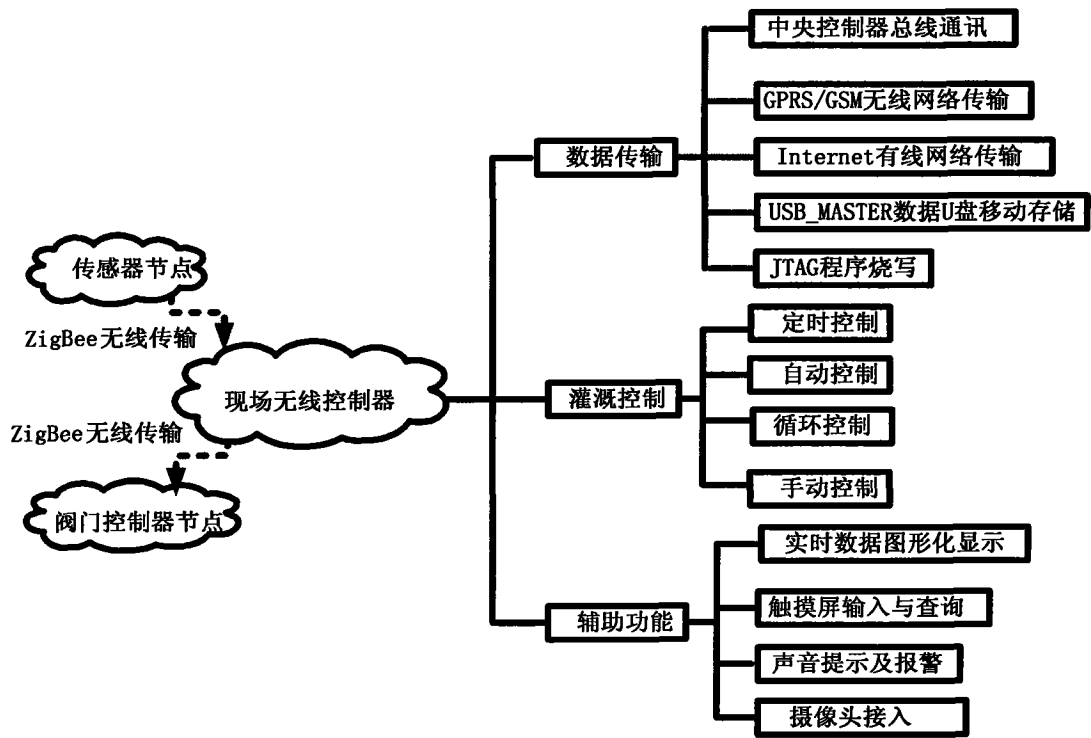 中央控制器总线通讯
GPRS/GSM无线网络传输
数据传输
Internet有线网络传输
USB_MASTER数据U盘移动存储
JTAG程序烧写
传感器节点
ZigBee无线传输
现场无线控制器
ZigBee无线传输
阀门控制器节点
定时控制
自动控制
灌溉控制
循环控制
手动控制
实时数据图形化显示
触摸屏输入与查询
辅助功能
声音提示及报警
摄像头接入